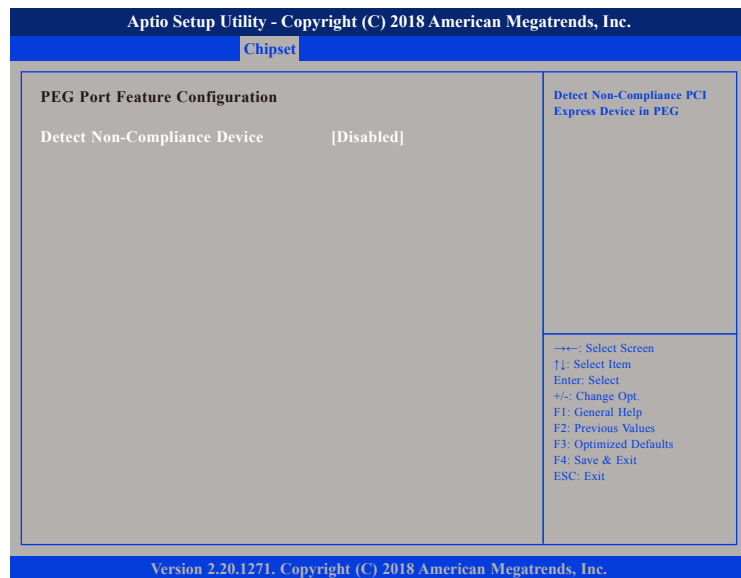 Aptio Setup Utility - Copyright (C) 2018 American Megatrends, Inc.
Chipset
PEG Port Feature Configuration
Detect Non-Compliance Device [Disabled]
Detect Non-Compliance PCI
Express Device in PEG
→←: Select Screen
↑↓: Select Item
Enter: Select
+/-: Change Opt.
F1: General Help
F2: Previous Values
F3: Optimized Defaults
F4: Save & Exit
ESC: Exit
Version 2.20.1271. Copyright (C) 2018 American Megatrends, Inc.